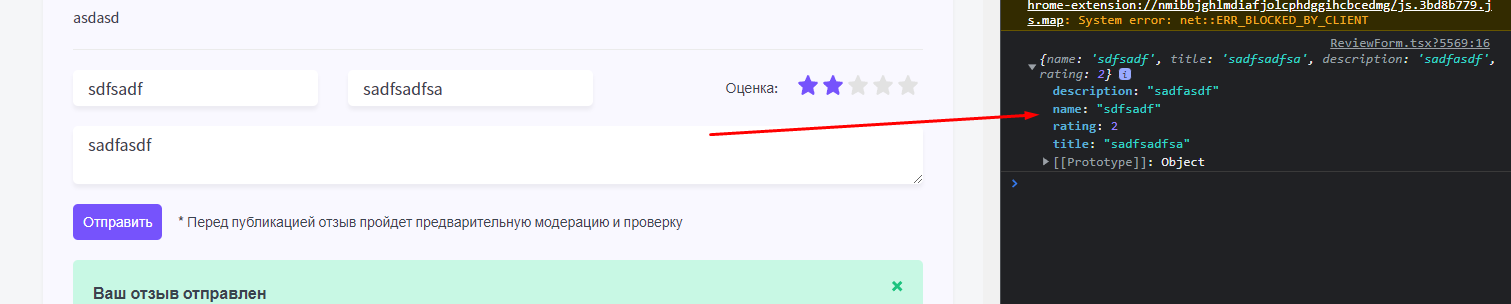 asdasd
sdfsadf
sadfsadfsa
Оценка:
sadfasdf
Отправить
* Перед публикацией отзыв пройдет предварительную модерацию и проверку
Ваш отзыв отправлен
×
hrome-extension://nmibbjghlmdiafjolcphdggihcbcedmg/js.3bd8b779.j
s.map: System error: net::ERR_BLOCKED_BY_CLIENT
ReviewForm.tsx?5569:16
{name: 'sdfsadf', title: 'sadfsadfsa', description: 'sadfasdf',
rating: 2} i
description: "sadfasdf"
name: "sdfsadf"
rating: 2
title: "sadfsadfsa"
[[Prototype]]: Object